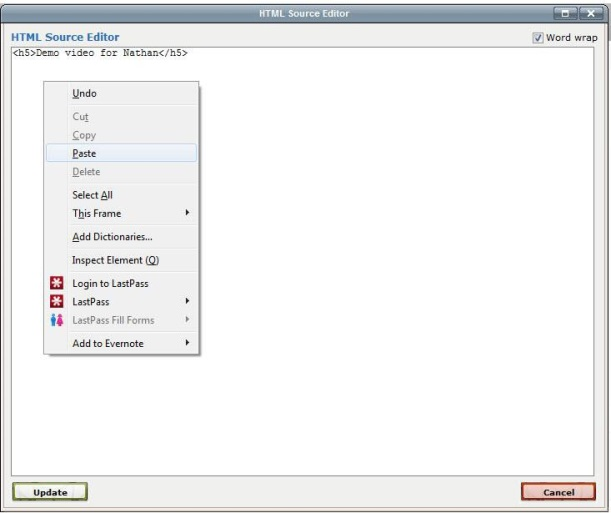 HTML Source Editor
HTML Source Editor
Word wrap
<h5>Demo video for Nathan</h5>
Undo
Cut
Copy
Paste
Delete
Select All
This Frame
Add Dictionaries...
Inspect Element (Q)
Login to LastPass
LastPass
LastPass Fill Forms
Add to Evernote
Update
Cancel